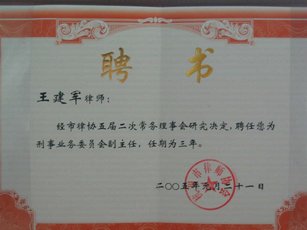 聘 书
王建军律师：
经市律协五届二次常务理事会研究决定，聘任您为
刑事业务委员会副主任，任期为三年。
二〇〇五年元月二十一日